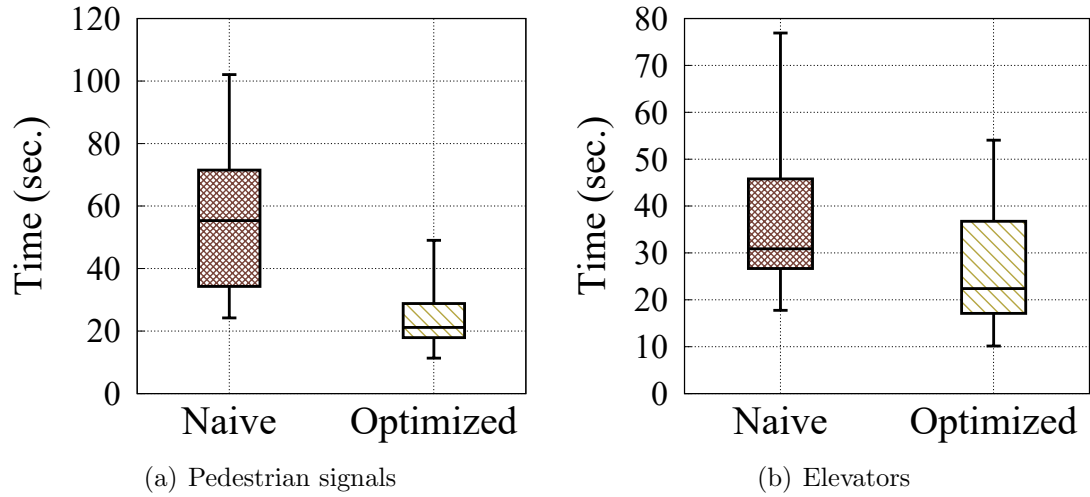 120
100
80
60
40
20
0
Time (sec.)
Naive
Optimized
(a) Pedestrian signals
80
70
60
50
40
30
20
10
0
Time (sec.)
Naive
Optimized
(b) Elevators